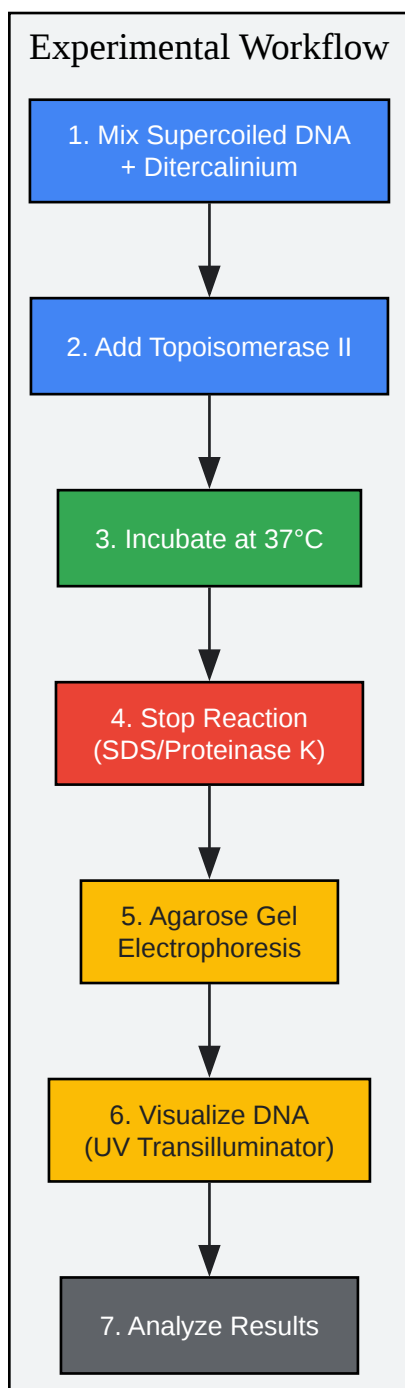 Experimental Workflow
1. Mix Supercoiled DNA
+ Ditercalinium
2. Add Topoisomerase II
3. Incubate at 37°C
4. Stop Reaction
(SDS/Proteinase K)
5. Agarose Gel
Electrophoresis
6. Visualize DNA
(UV Transilluminator)
7. Analyze Results